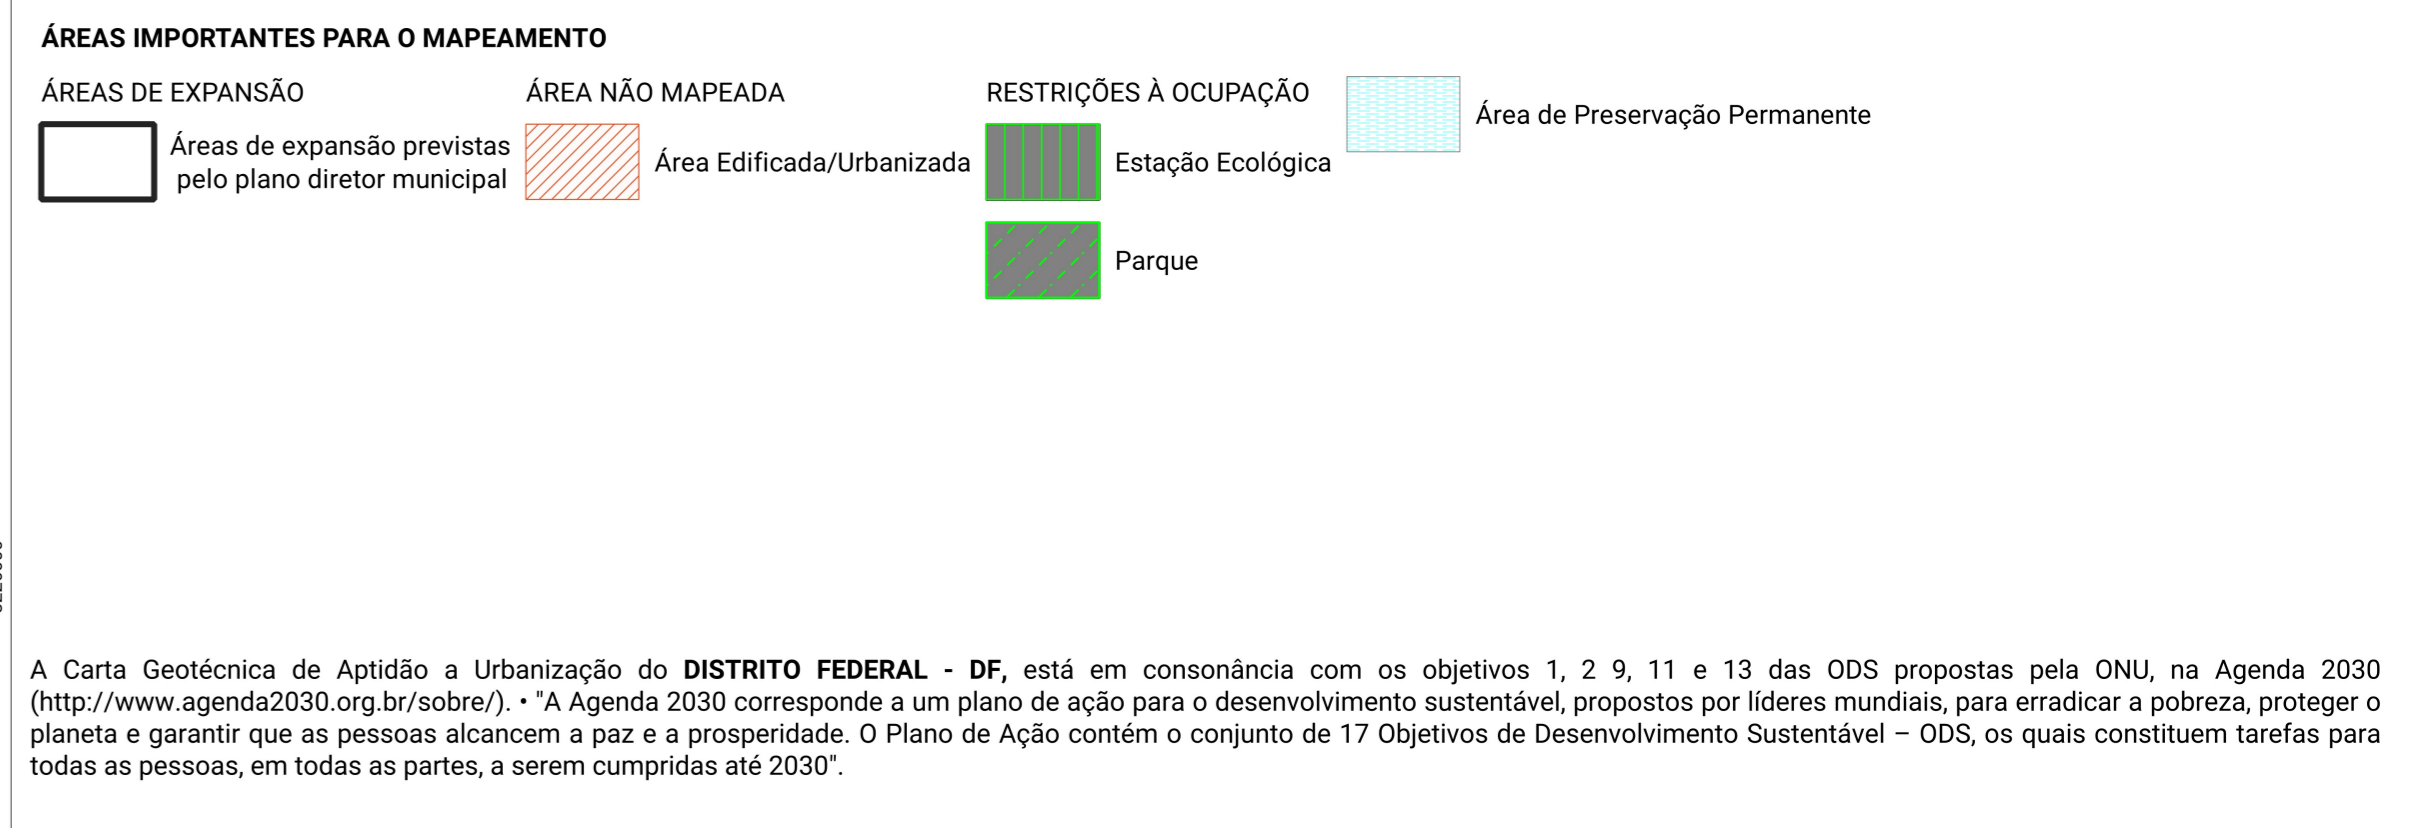 ÁREAS IMPORTANTES PARA O MAPEAMENTO
ÁREAS DE EXPANSÃO
Áreas de expansão previstas
pelo plano diretor municipal
ÁREA NÃO MAPEADA
Área Edificada/Urbanizada
RESTRIÇÕES À OCUPAÇÃO
Estação Ecológica
Parque
Área de Preservação Permanente
A Carta Geotécnica de Aptidão a Urbanização do DISTRITO FEDERAL - DF, está em consonância com os objetivos 1, 2 9, 11 e 13 das ODS propostas pela ONU, na Agenda 2030
(http://www.agenda2030.org.br/sobre/). • "A Agenda 2030 corresponde a um plano de ação para o desenvolvimento sustentável, propostos por líderes mundiais, para erradicar a pobreza, proteger o
planeta e garantir que as pessoas alcancem a paz e a prosperidade. O Plano de Ação contém o conjunto de 17 Objetivos de Desenvolvimento Sustentável – ODS, os quais constituem tarefas para
todas as pessoas, em todas as partes, a serem cumpridas até 2030".